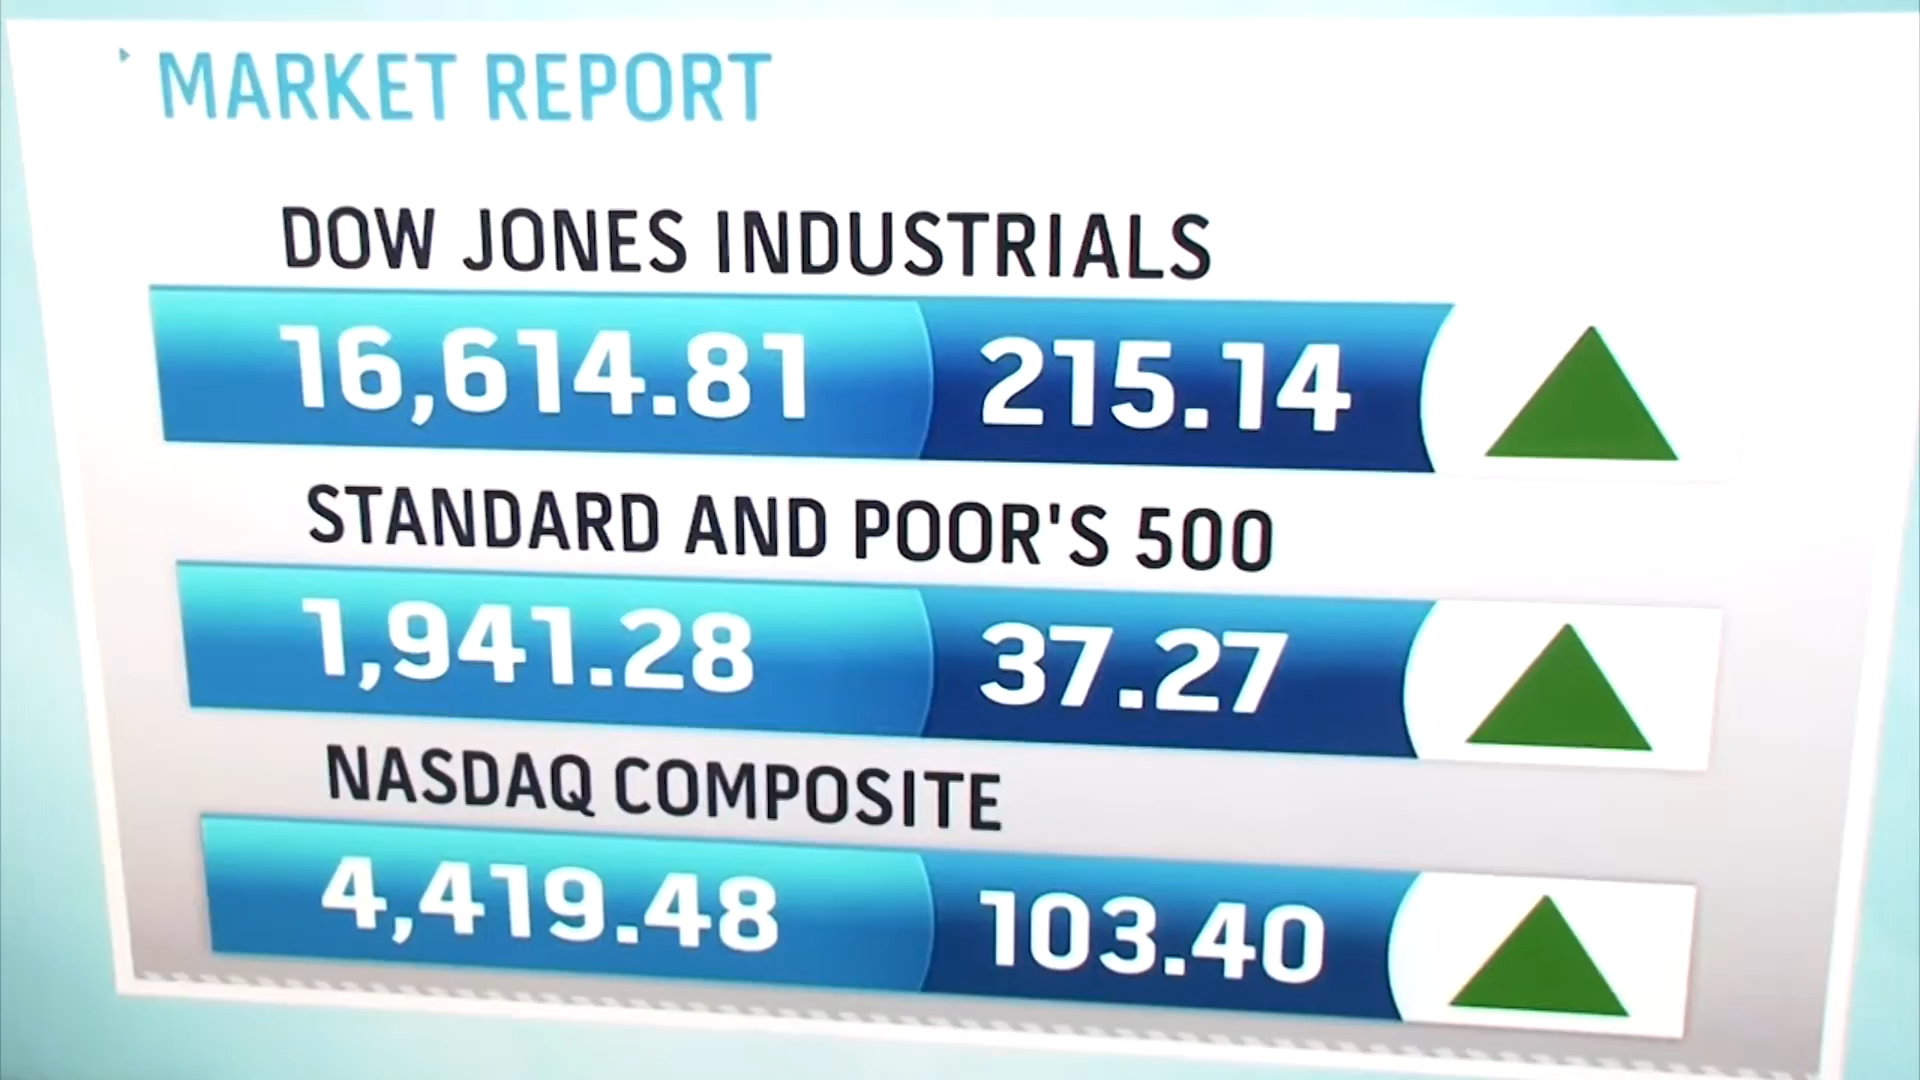 MARKET REPORT
DOW JONES INDUSTRIALS
16,614.81 215.14
STANDARD AND POOR'S 500
1,941.28 37.27
NASDAQ COMPOSITE
4,419.48 103.40